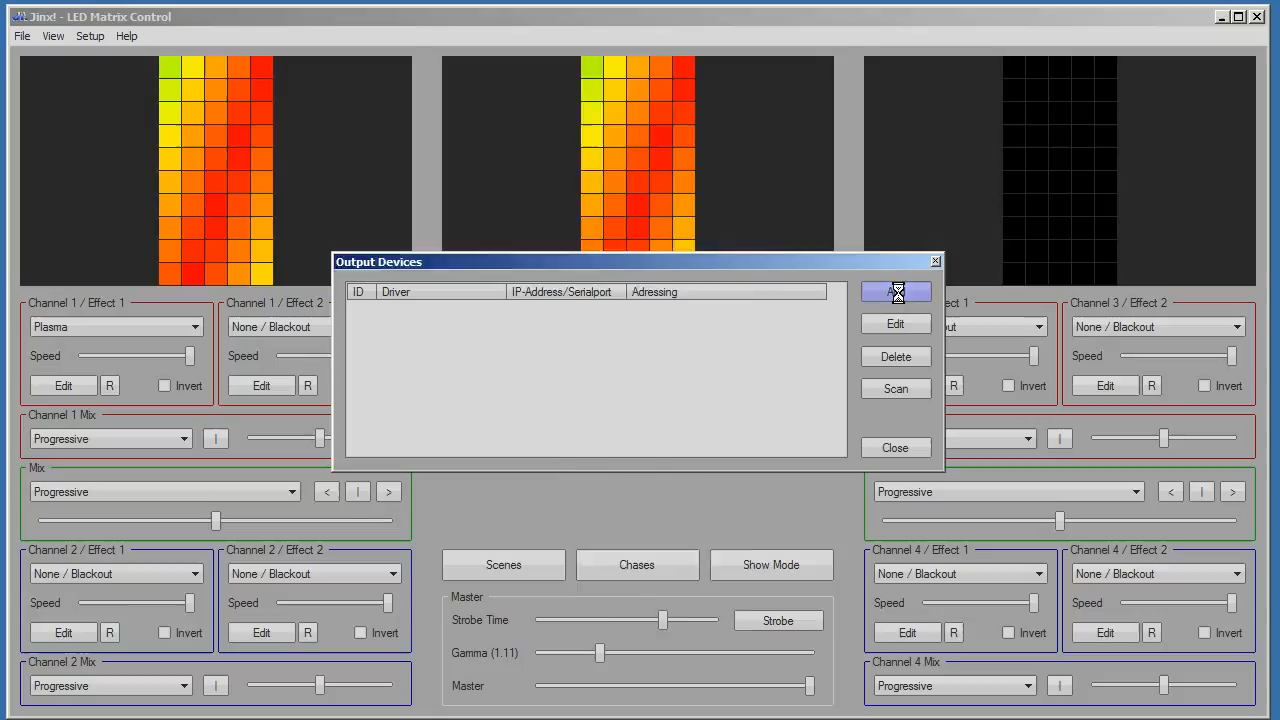 Jinx! - LED Matrix Control
File View Setup Help
Output Devices
ID Driver IP-Address/Serialport Adressing
Edit
Delete
Scan
Close
Channel 1 / Effect 1
Plasma
Speed
Edit R Invert
Channel 1 / Effect 2
None / Blackout
Speed
Edit R
Channel 1 Mix
Progressive |
Mix
Progressive < | >
Channel 2 / Effect 1
None / Blackout
Speed
Edit R Invert
Channel 2 / Effect 2
None / Blackout
Speed
Edit R Invert
Channel 2 Mix
Progressive |
Scenes Chases Show Mode
Master
Strobe Time Strobe
Gamma (1.11)
Master
R Invert
Channel 3 / Effect 2
None / Blackout
Speed
Edit R Invert
|
Progressive < | >
Channel 4 / Effect 1
None / Blackout
Speed
Edit R Invert
Channel 4 / Effect 2
None / Blackout
Speed
Edit R Invert
Channel 4 Mix
Progressive |